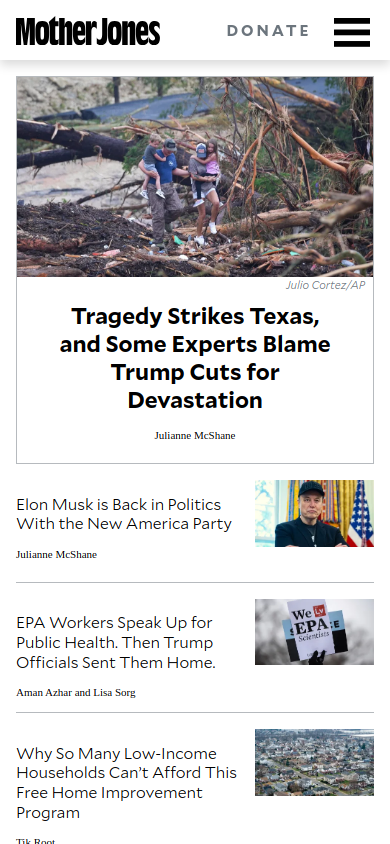 Mother Jones
DONATE
Julio Cortez/AP
Tragedy Strikes Texas,
and Some Experts Blame
Trump Cuts for
Devastation
Julianne McShane
Elon Musk is Back in Politics
With the New America Party
Julianne McShane
EPA Workers Speak Up for
Public Health. Then Trump
Officials Sent Them Home.
Aman Azhar and Lisa Sorg
We Lv
EPA
Scientists
Why So Many Low-Income
Households Can’t Afford This
Free Home Improvement
Program
Tik Root